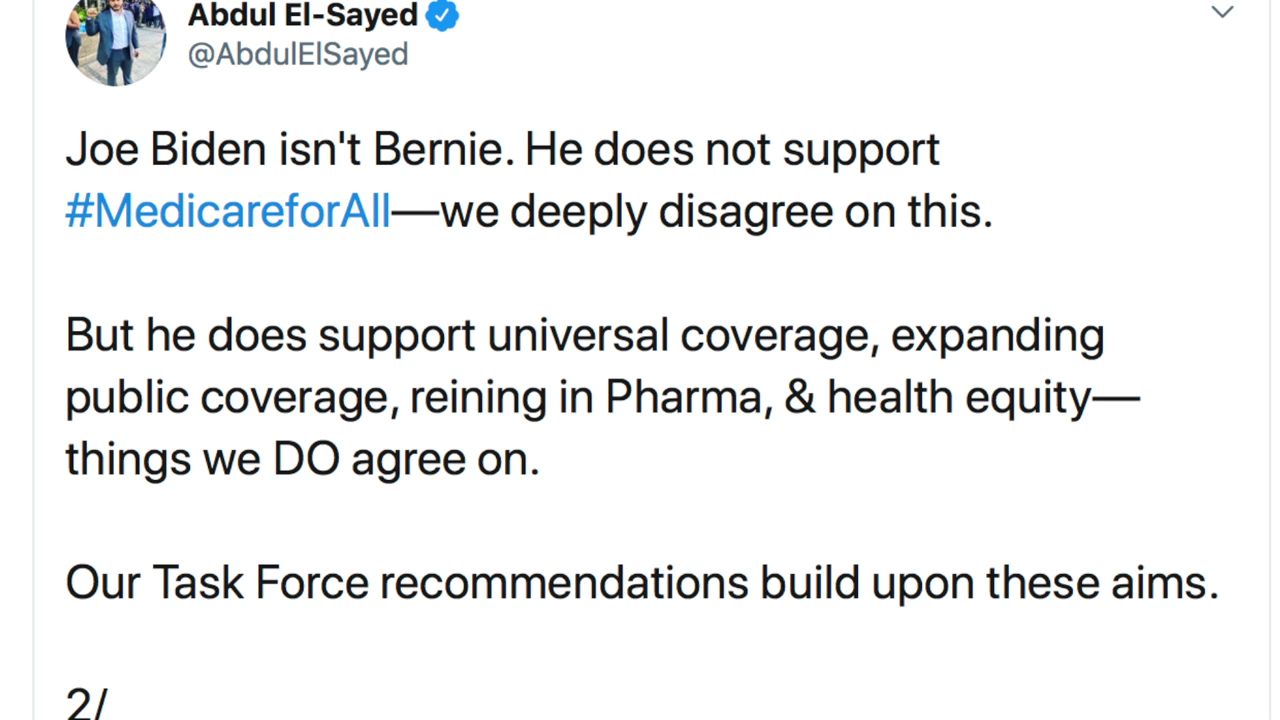 Abdul El-Sayed
@AbdulElSayed
Joe Biden isn't Bernie. He does not support
#MedicareforAll—we deeply disagree on this.
But he does support universal coverage, expanding
public coverage, reining in Pharma, & health equity—
things we DO agree on.
Our Task Force recommendations build upon these aims.
2/